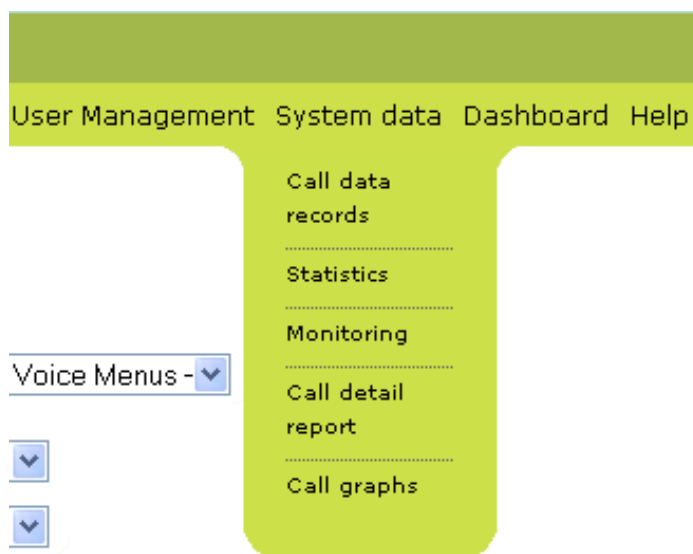 User Management System data Dashboard Help
Call data
records
Statistics
Monitoring
Voice Menus -
Call detail
report
Call graphs